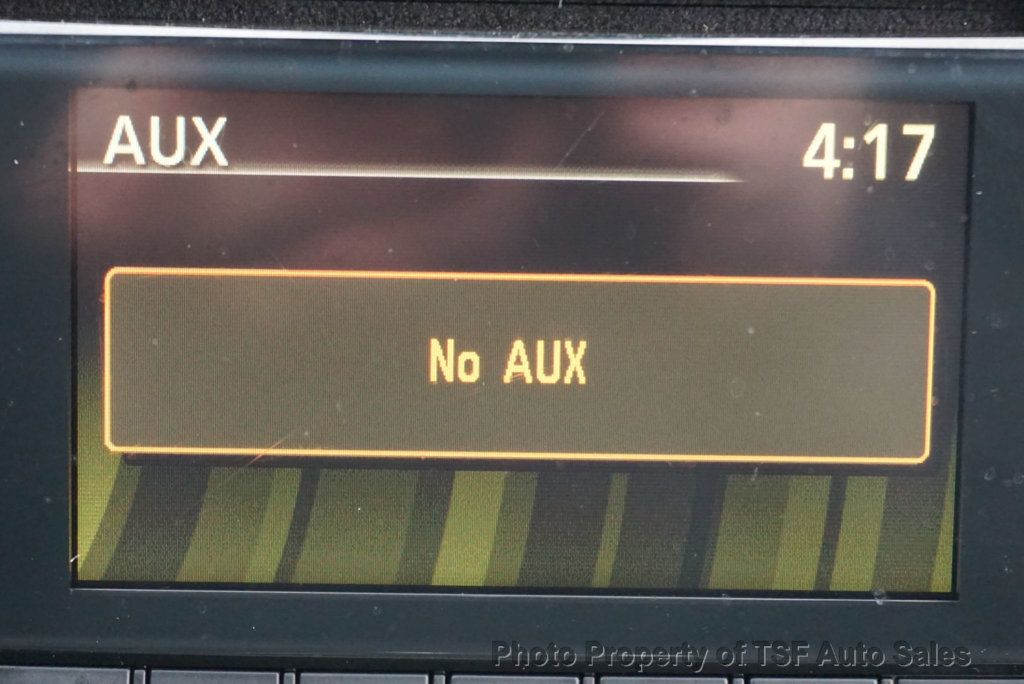 AUX 4:17
No AUX
Photo Property of TSF Auto Sales